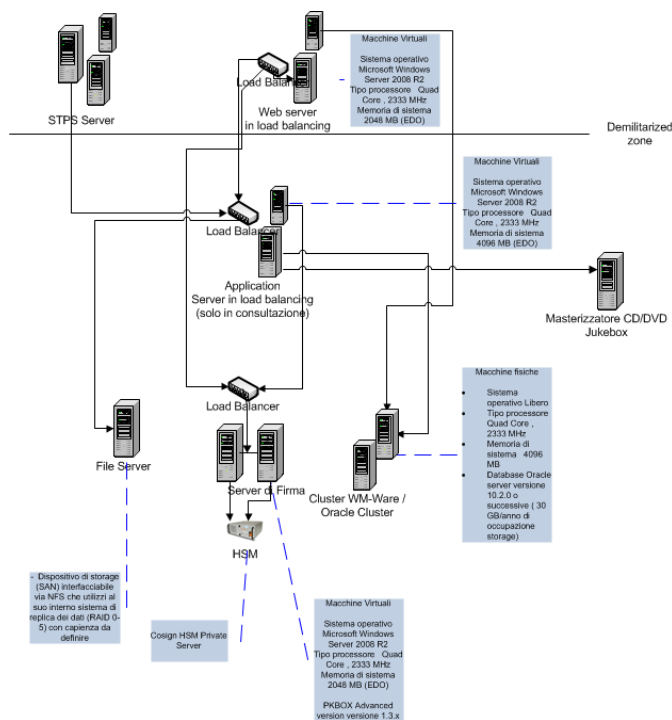 Macchine Virtuali
Sistema operativo
Microsoft Windows
Server 2008 R2
Tipo processore Quad
Core , 2333 MHz
Memoria di sistema
2048 MB (EDO)
Load Balancer
Web server
in load balancing
STPS Server
Demilitarized
zone
Macchine Virtuali
Sistema operativo
Microsoft Windows
Server 2008 R2
Tipo processore Quad
Core , 2333 MHz
Memoria di sistema
4096 MB (EDO)
Load Balancer
Application
Server in load balancing
(solo in consultazione)
Masterizzatore CD/DVD
Jukebox
Macchine fisiche
• Sistema
operativo Libero
• Tipo processore
Quad Core ,
2333 MHz
• Memoria di
sistema 4096
MB
• Database Oracle
server versione
10.2.0 o
successive ( 30
GB/anno di
occupazione
storage)
Load Balancer
File Server
Server di Firma
Cluster WM-Ware /
Oracle Cluster
HSM
- Dispositivo di storage
(SAN) interfacciabile
via NFS che utilizzi al
suo interno sistema di
replica dei dati (RAID 0-
5) con capienza da
definire
Cosign HSM Private
Server
Macchine Virtuali
Sistema operativo
Microsoft Windows
Server 2008 R2
Tipo processore Quad
Core , 2333 MHz
Memoria di sistema
2048 MB (EDO)
PKBOX Advanced
version versione 1.3.x